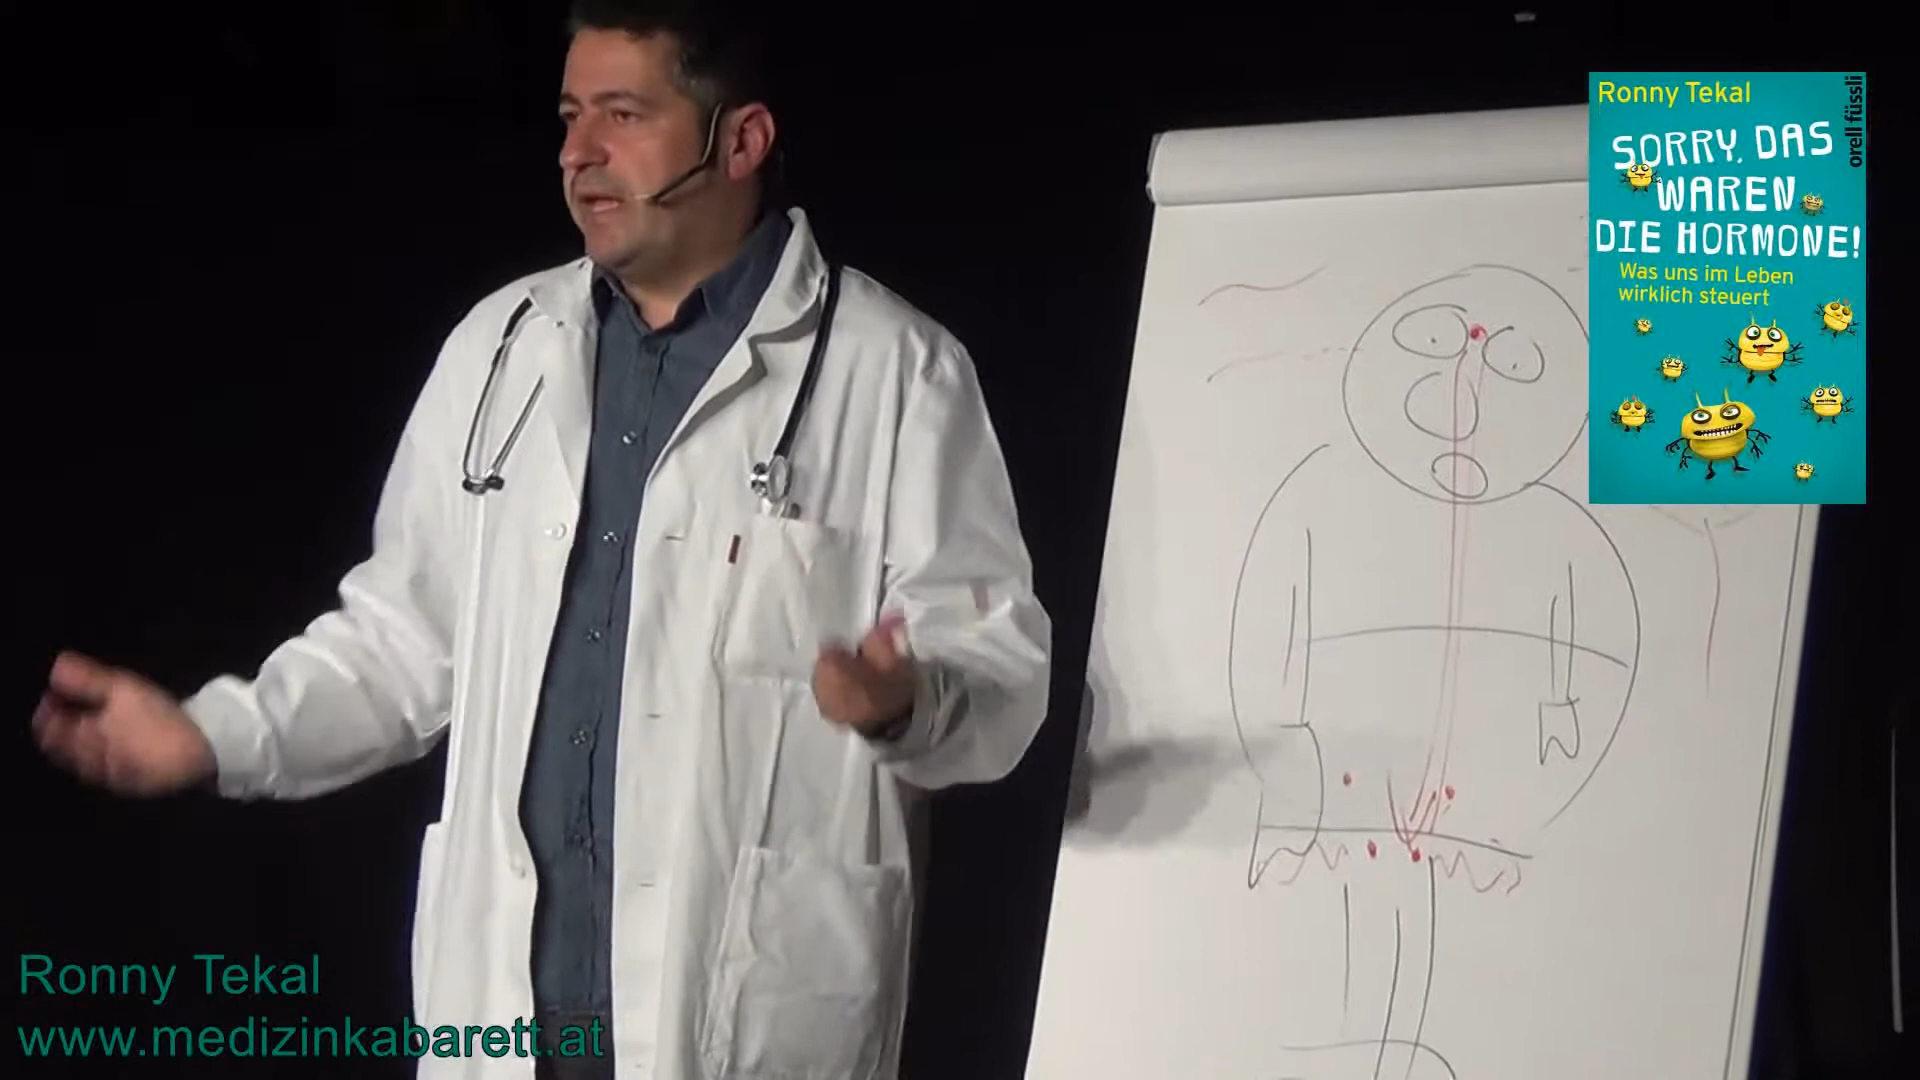 Ronny Tekal
orell füssli
SORRY, DAS
WAREN
DIE HORMONE!
Was uns im Leben
wirklich steuert
Ronny Tekal
www.medizinkabarett.at